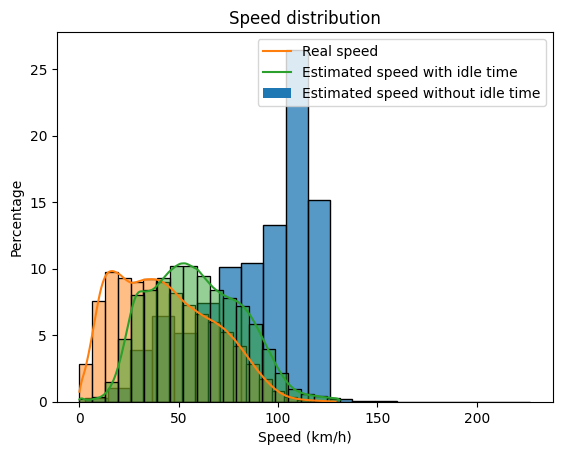 Speed distribution
Real speed
Estimated speed with idle time
Estimated speed without idle time
Percentage
25
20
15
10
5
0
0 50 100 150 200
Speed (km/h)